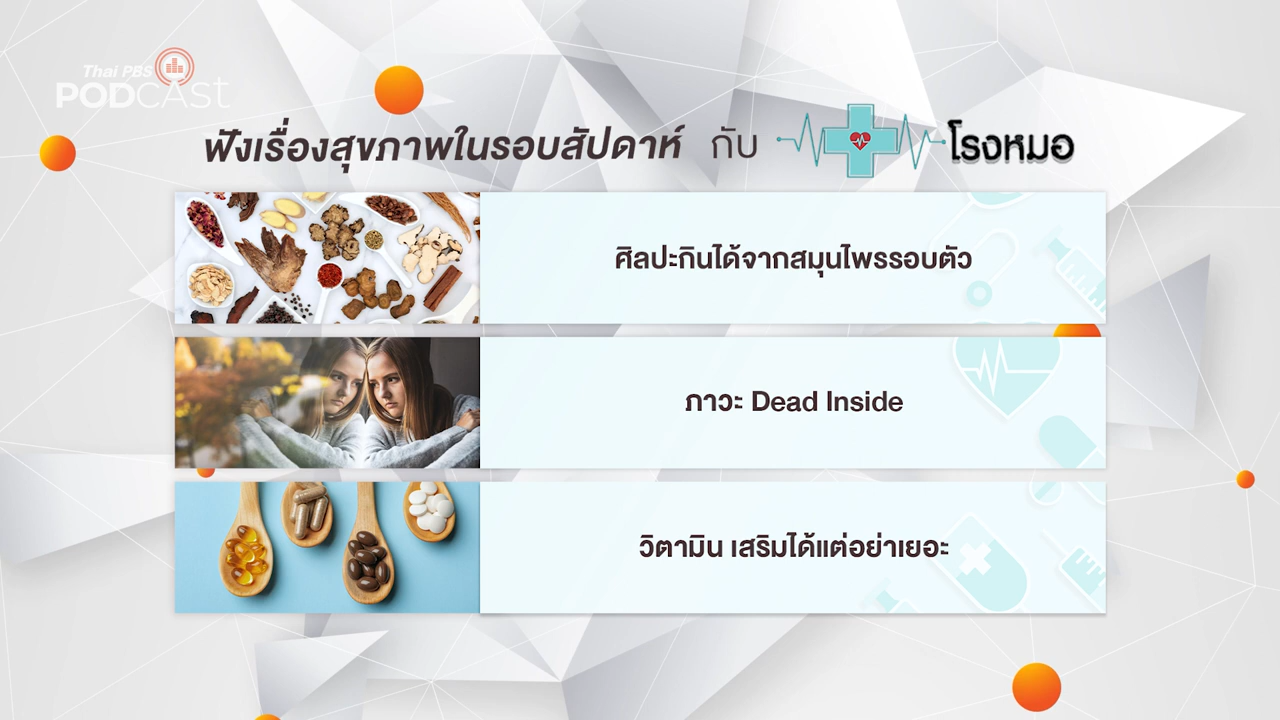 Thai PBS
PODCAST
ฟังเรื่องสุขภาพในรอบสัปดาห์ กับ โรงหมอ
ศิลปะกินได้จากสมุนไพรรอบตัว
ภาวะ Dead Inside
วิตามิน เสริมได้แต่อย่าเยอะ